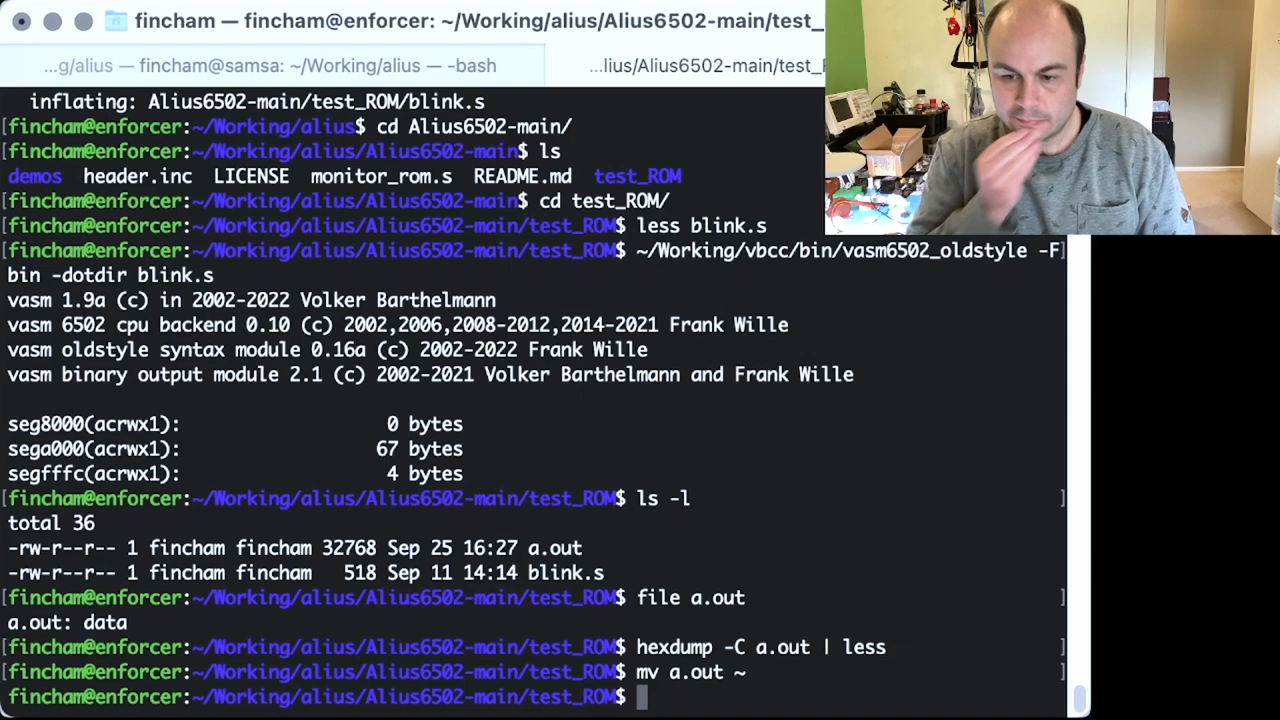 fincham — fincham@enforcer: ~/Working/alius/Alius6502-main/test_
...g/alius — fincham@samsa: ~/Working/alius — -bash
...lius/Alius6502-main/test_
inflating: Alius6502-main/test_ROM/blink.s
[fincham@enforcer:~/Working/alius$ cd Alius6502-main/
[fincham@enforcer:~/Working/alius/Alius6502-main$ ls
demos header.inc LICENSE monitor_rom.s README.md test_ROM
[fincham@enforcer:~/Working/alius/Alius6502-main$ cd test_ROM/
[fincham@enforcer:~/Working/alius/Alius6502-main/test_ROM$ less blink.s
[fincham@enforcer:~/Working/alius/Alius6502-main/test_ROM$ ~/Working/vbcc/bin/vasm6502_oldstyle -F]
bin -dotdir blink.s
vasm 1.9a (c) in 2002-2022 Volker Barthelmann
vasm 6502 cpu backend 0.10 (c) 2002,2006,2008-2012,2014-2021 Frank Wille
vasm oldstyle syntax module 0.16a (c) 2002-2022 Frank Wille
vasm binary output module 2.1 (c) 2002-2021 Volker Barthelmann and Frank Wille
seg8000(acrwx1): 0 bytes
sega000(acrwx1): 67 bytes
segfffc(acrwx1): 4 bytes
[fincham@enforcer:~/Working/alius/Alius6502-main/test_ROM$ ls -l ]
total 36
-rw-r--r-- 1 fincham fincham 32768 Sep 25 16:27 a.out
-rw-r--r-- 1 fincham fincham 518 Sep 11 14:14 blink.s
[fincham@enforcer:~/Working/alius/Alius6502-main/test_ROM$ file a.out ]
a.out: data
[fincham@enforcer:~/Working/alius/Alius6502-main/test_ROM$ hexdump -C a.out | less ]
[fincham@enforcer:~/Working/alius/Alius6502-main/test_ROM$ mv a.out ~ ]
fincham@enforcer:~/Working/alius/Alius6502-main/test_ROM$